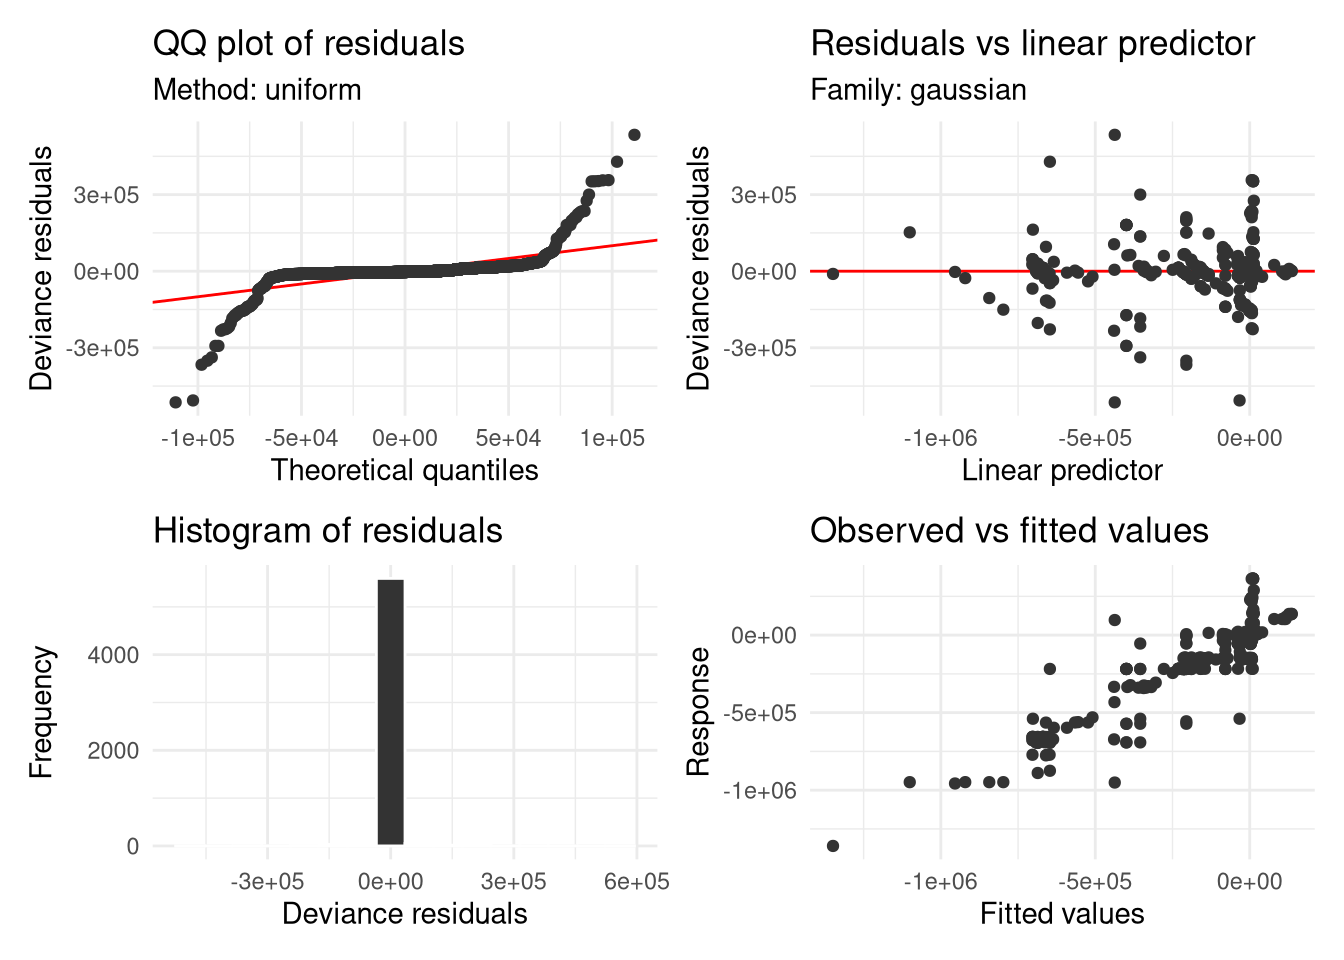 QQ plot of residuals
Method: uniform
Deviance residuals
3e+05
0e+00
-3e+05
-1e+05 -5e+04 0e+00 5e+04 1e+05
Theoretical quantiles
Residuals vs linear predictor
Family: gaussian
Deviance residuals
3e+05
0e+00
-3e+05
-1e+06 -5e+05 0e+00
Linear predictor
Histogram of residuals
Frequency
4000
2000
0
-3e+05 0e+00 3e+05 6e+05
Deviance residuals
Observed vs fitted values
Response
0e+00
-5e+05
-1e+06
-1e+06 -5e+05 0e+00
Fitted values